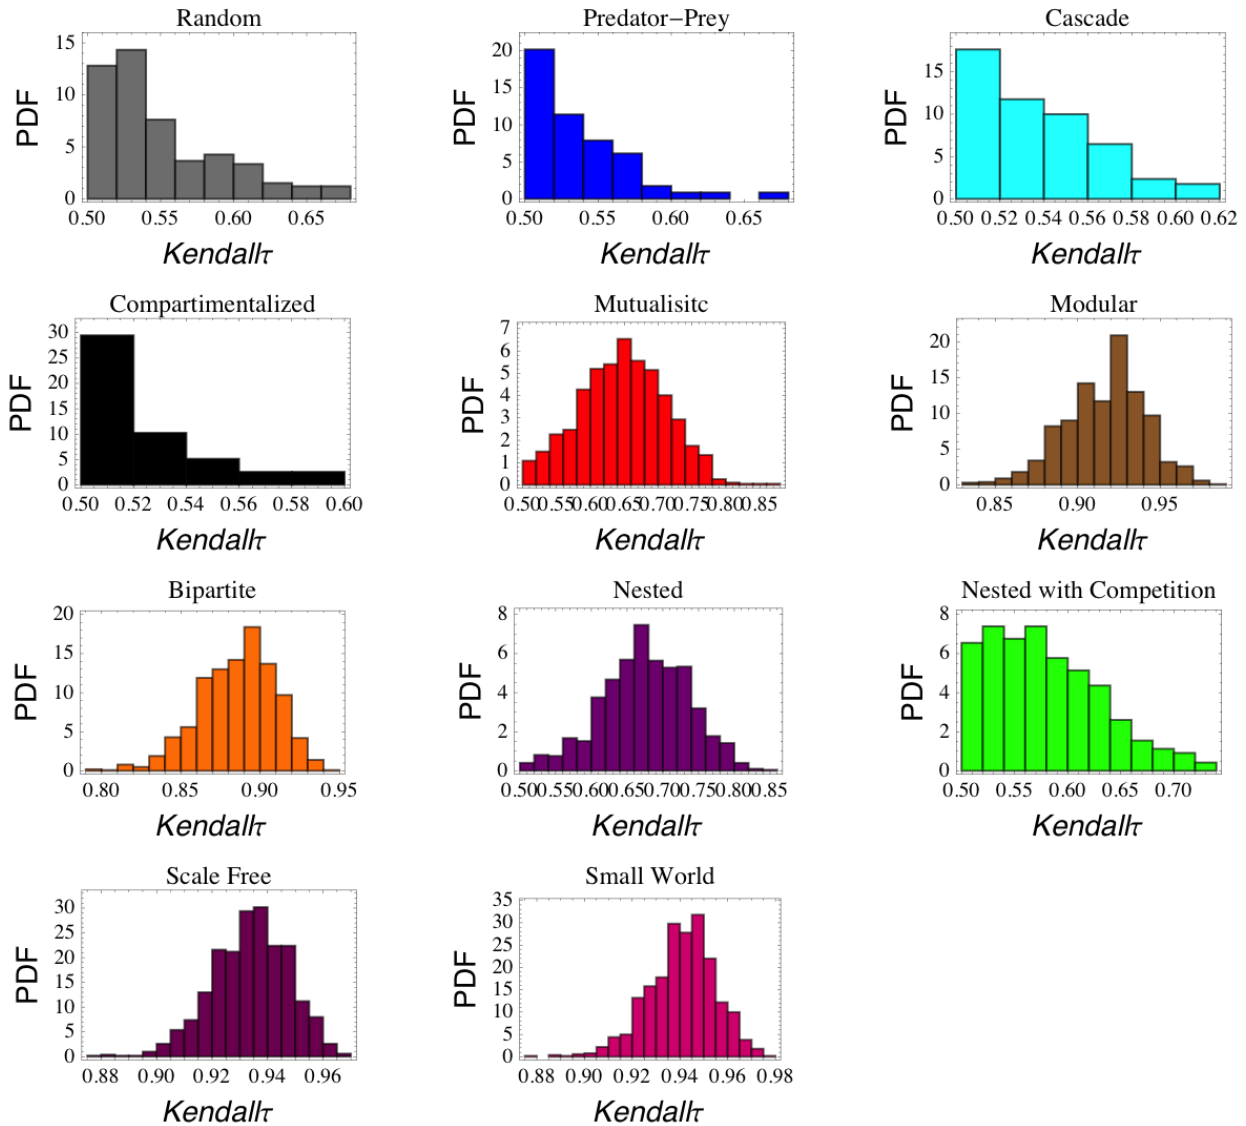 Random
Predator−Prey
Cascade
15
10
5
0
PDF
0.50 0.55 0.60 0.65
Kendallτ
20
15
10
5
0
PDF
0.50 0.55 0.60 0.65
Kendallτ
15
10
5
0
PDF
0.50 0.52 0.54 0.56 0.58 0.60 0.62
Kendallτ
Compartimentalized
Mutualisitc
Modular
30
25
20
15
10
5
0
PDF
0.50 0.52 0.54 0.56 0.58 0.60
Kendallτ
7
6
5
4
3
2
1
0
PDF
0.50 0.55 0.60 0.65 0.70 0.75 0.80 0.85
Kendallτ
20
15
10
5
0
PDF
0.85 0.90 0.95
Kendallτ
Bipartite
Nested
Nested with Competition
20
15
10
5
0
PDF
0.80 0.85 0.90 0.95
Kendallτ
8
6
4
2
0
PDF
0.50 0.55 0.60 0.65 0.70 0.75 0.80 0.85
Kendallτ
8
6
4
2
0
PDF
0.50 0.55 0.60 0.65 0.70
Kendallτ
Scale Free
Small World
30
25
20
15
10
5
0
PDF
0.88 0.90 0.92 0.94 0.96
Kendallτ
35
30
25
20
15
10
5
0
PDF
0.88 0.90 0.92 0.94 0.96 0.98
Kendallτ